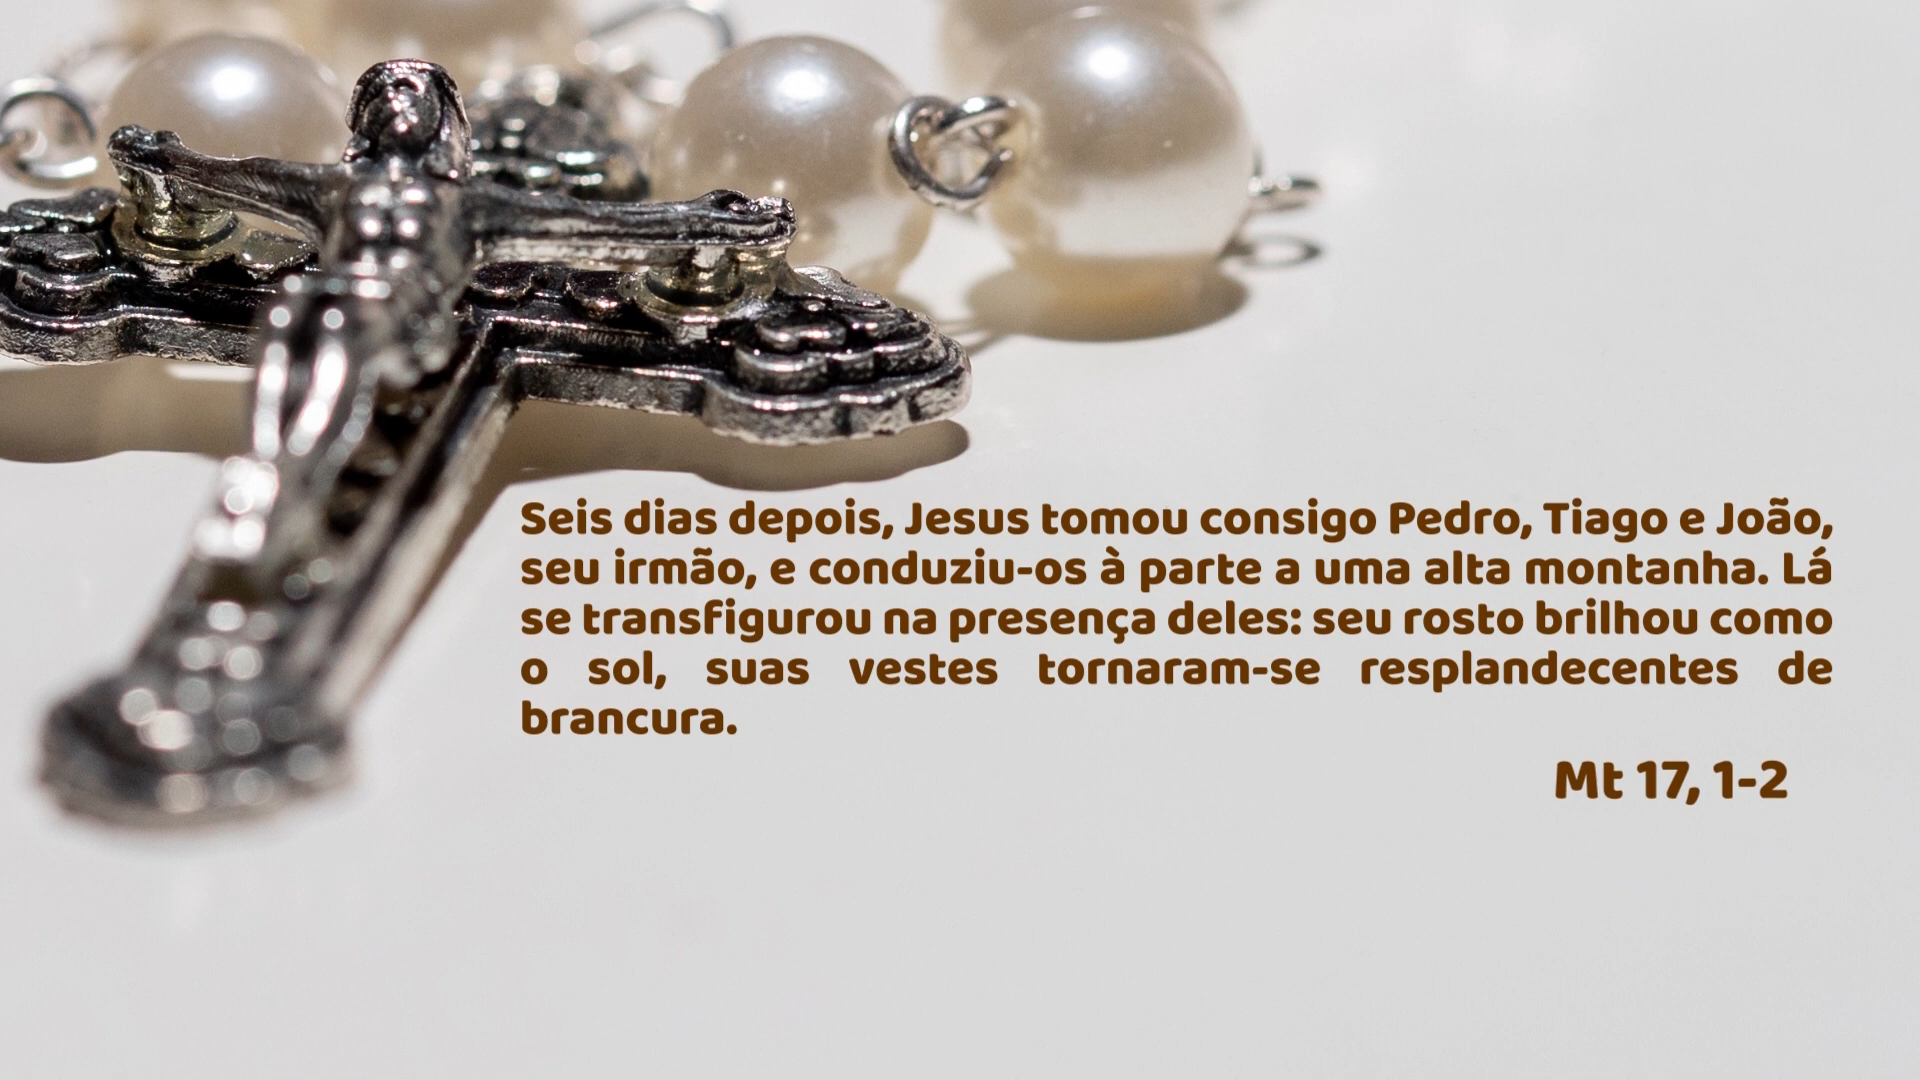 Seis dias depois, Jesus tomou consigo Pedro, Tiago e João,
seu irmão, e conduziu-os à parte a uma alta montanha. Lá
se transfigurou na presença deles: seu rosto brilhou como
o sol, suas vestes tornaram-se resplandecentes de
brancura.
Mt 17, 1-2